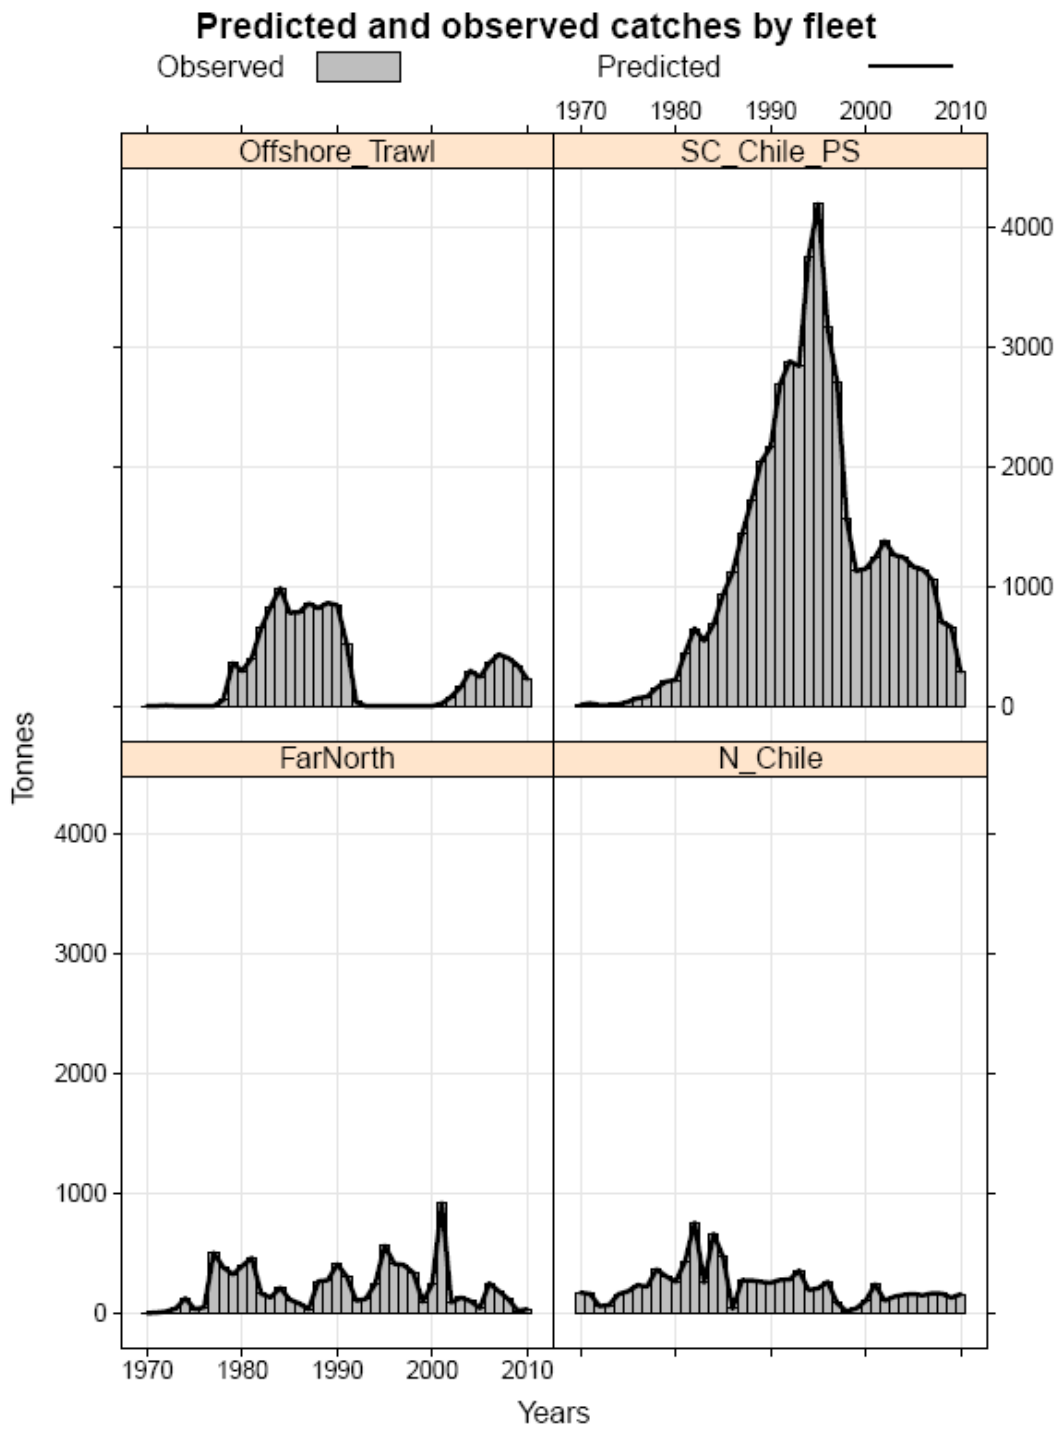 Predicted and observed catches by fleet
Observed Predicted
1970 1980 1990 2000 2010
Offshore_Trawl SC_Chile_PS
4000
3000
2000
1000
0
FarNorth N_Chile
Tonnes
4000
3000
2000
1000
0
1970 1980 1990 2000 2010
Years